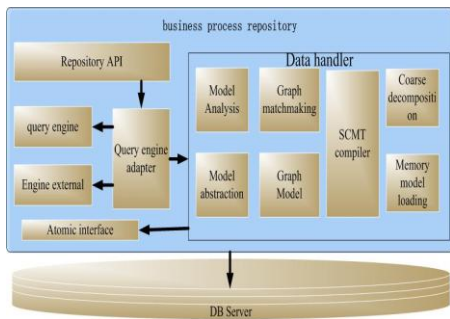 business process repository
Repository API
Data handler
Model
Analysis
Graph
matchmaking
SCMT
compiler
Coarse
decompositi
on
query engine
Query engine
adapter
Engine external
Model
abstraction
Graph
Model
Memory
model
loading
Atomic interface
DB Server